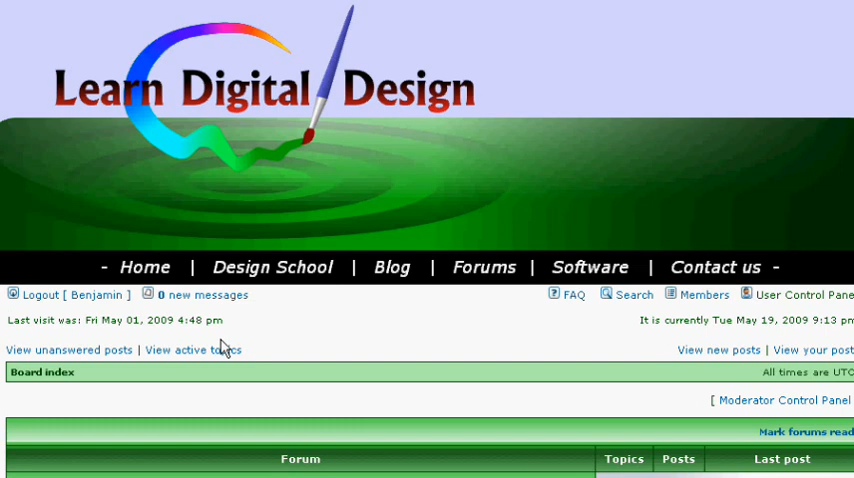 Learn Digital Design
- Home | Design School | Blog | Forums | Software | Contact us -
Logout [ Benjamin ] 0 new messages FAQ Search Members User Control Pane
Last visit was: Fri May 01, 2009 4:48 pm It is currently Tue May 19, 2009 9:13 pm
View unanswered posts | View active topics View new posts | View your post
Board index All times are UTC
[ Moderator Control Panel
Mark forums read
Forum Topics Posts Last post